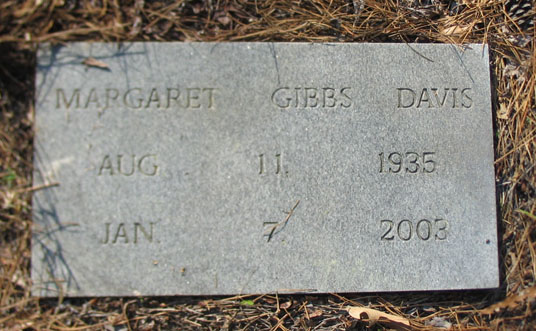 MARGARET GIBBS DAVIS
AUG. 11. 1935
JAN. 7. 2003